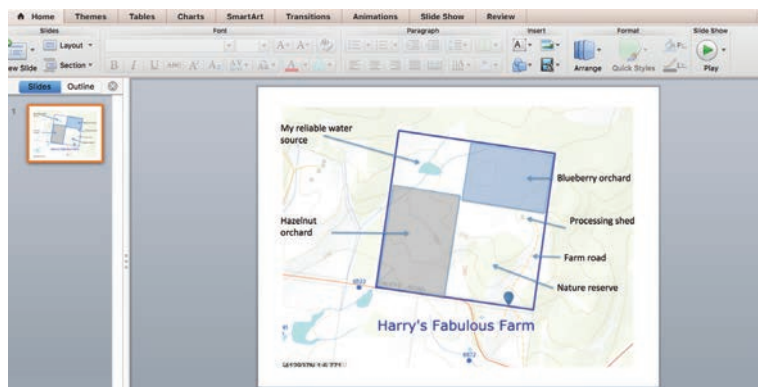 Home Themes Tables Charts SmartArt Transitions Animations Slide Show Review
Slides Font Paragraph Insert Format Slide Show
Layout
Section
Arrange Quick Styles Play
Slides Outline
1
My reliable water
source
Blueberry orchard
Hazelnut
orchard
Processing shed
Farm road
Nature reserve
Harry's Fabulous Farm